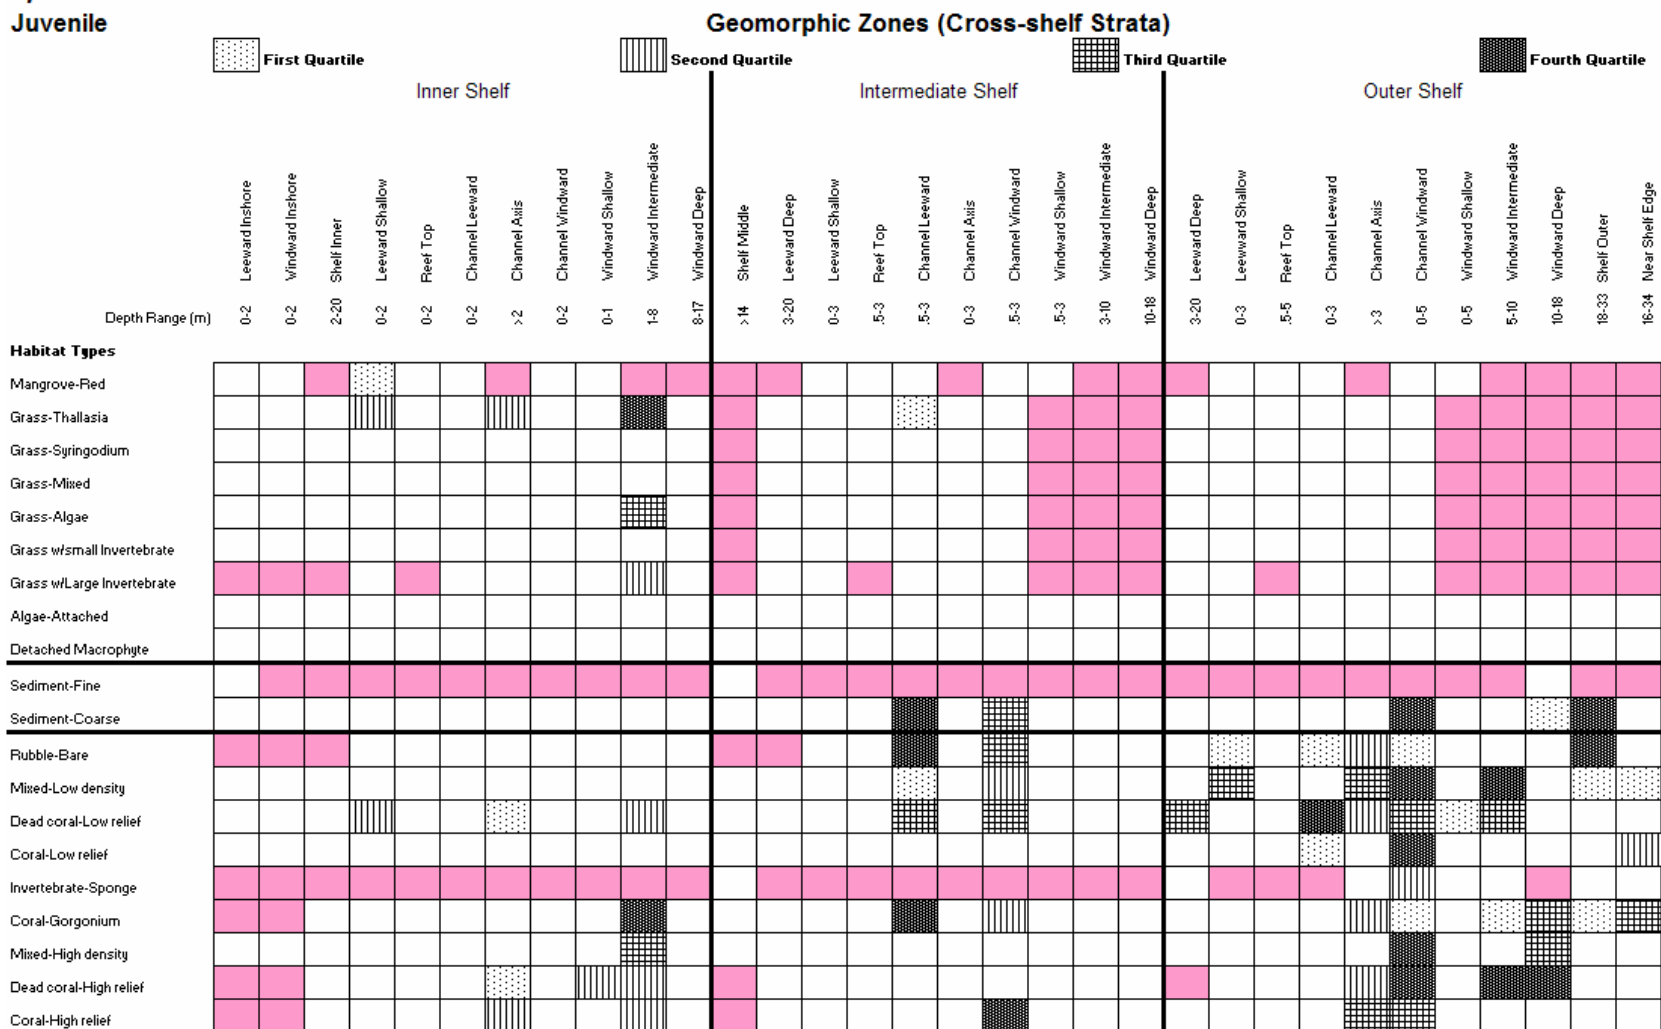 Juvenile
Geomorphic Zones (Cross-shelf Strata)
First Quartile
Second Quartile
Third Quartile
Fourth Quartile
Inner Shelf
Intermediate Shelf
Outer Shelf
Leeward Inshore
Windward Inshore
Shelf Inner
Leeward Shallow
Reef Top
Channel Leeward
Channel Axis
Channel Windward
Windward Shallow
Windward Intermediate
Windward Deep
Shelf Middle
Leeward Deep
Leeward Shallow
Reef Top
Channel Leeward
Channel Axis
Channel Windward
Windward Shallow
Windward Intermediate
Windward Deep
Leeward Deep
Leeward Shallow
Reef Top
Channel Leeward
Channel Axis
Channel Windward
Windward Shallow
Windward Intermediate
Windward Deep
Shelf Outer
Near Shelf Edge
Depth Range (m) 0-2 0-2 2-20 0-2 0-2 0-2 >2 0-2 0-1 1-8 8-17 >14 3-20 0-3 .5-3 .5-3 0-3 .5-3 .5-3 3-10 10-18 3-20 0-3 .5-5 0-3 >3 0-5 0-5 5-10 10-18 18-33 16-34
Habitat Types
Mangrove-Red
Grass-Thallasia
Grass-Syringodium
Grass-Mixed
Grass-Algae
Grass w/small Invertebrate
Grass w/Large Invertebrate
Algae-Attached
Detached Macrophyte
Sediment-Fine
Sediment-Coarse
Rubble-Bare
Mixed-Low density
Dead coral-Low relief
Coral-Low relief
Invertebrate-Sponge
Coral-Gorgonium
Mixed-High density
Dead coral-High relief
Coral-High relief